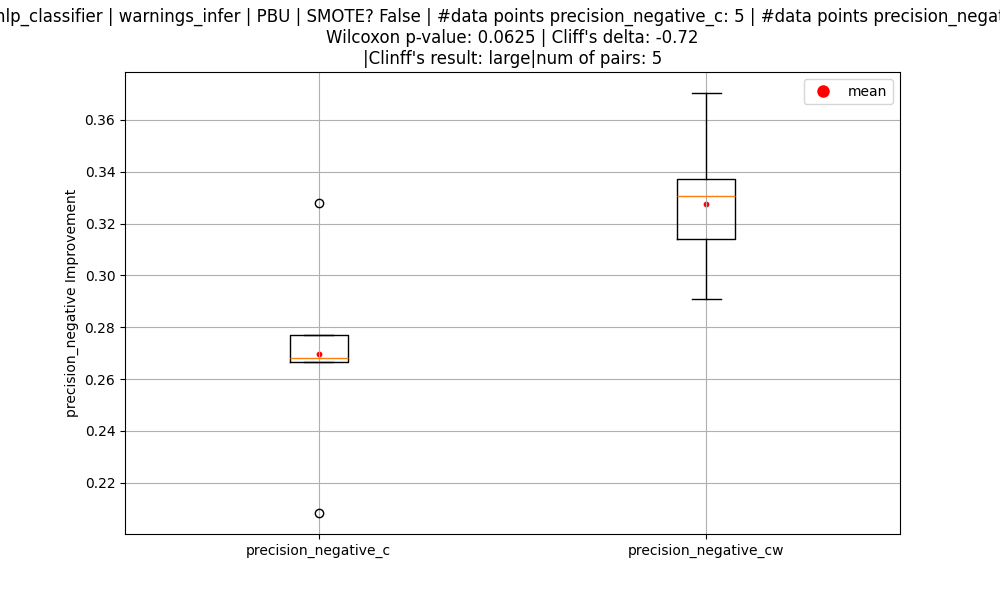 | warnings_infer | PBU | SMOTE? False | #data points precision_negative_c: 5 | #data points
Wilcoxon p-value: 0.0625 | Cliff's delta: -0.72
|Clinff's result: large|num of pairs: 5
mean
precision_negative Improvement
0.36
0.34
0.32
0.30
0.28
0.26
0.24
0.22
precision_negative_c
precision_negative_cw